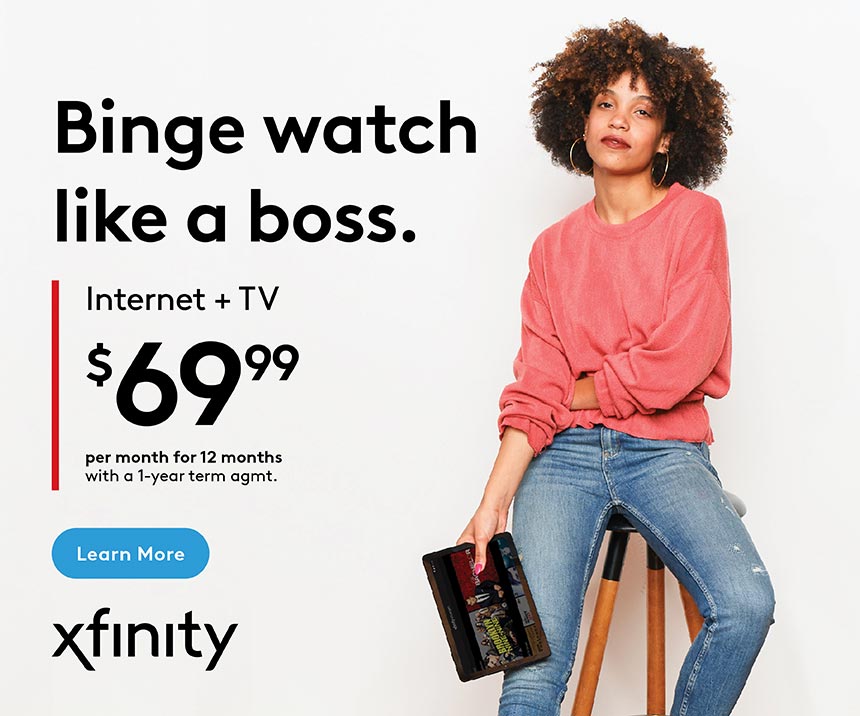 Binge watch
like a boss.
Internet + TV
$69.99
per month for 12 months
with a 1-year term agmt.
Learn More
xfinity
BROOKLYN